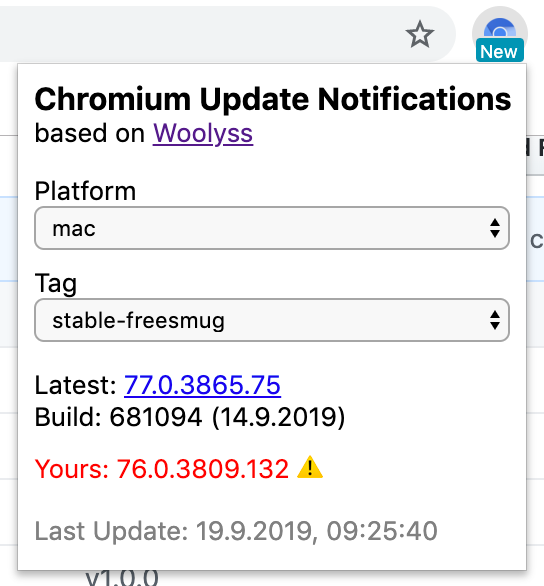 New
Chromium Update Notifications
based on Woolyss
Platform
mac
Tag
stable-freesmug
Latest: 77.0.3865.75
Build: 681094 (14.9.2019)
Yours: 76.0.3809.132
Last Update: 19.9.2019, 09:25:40
v1.0.0